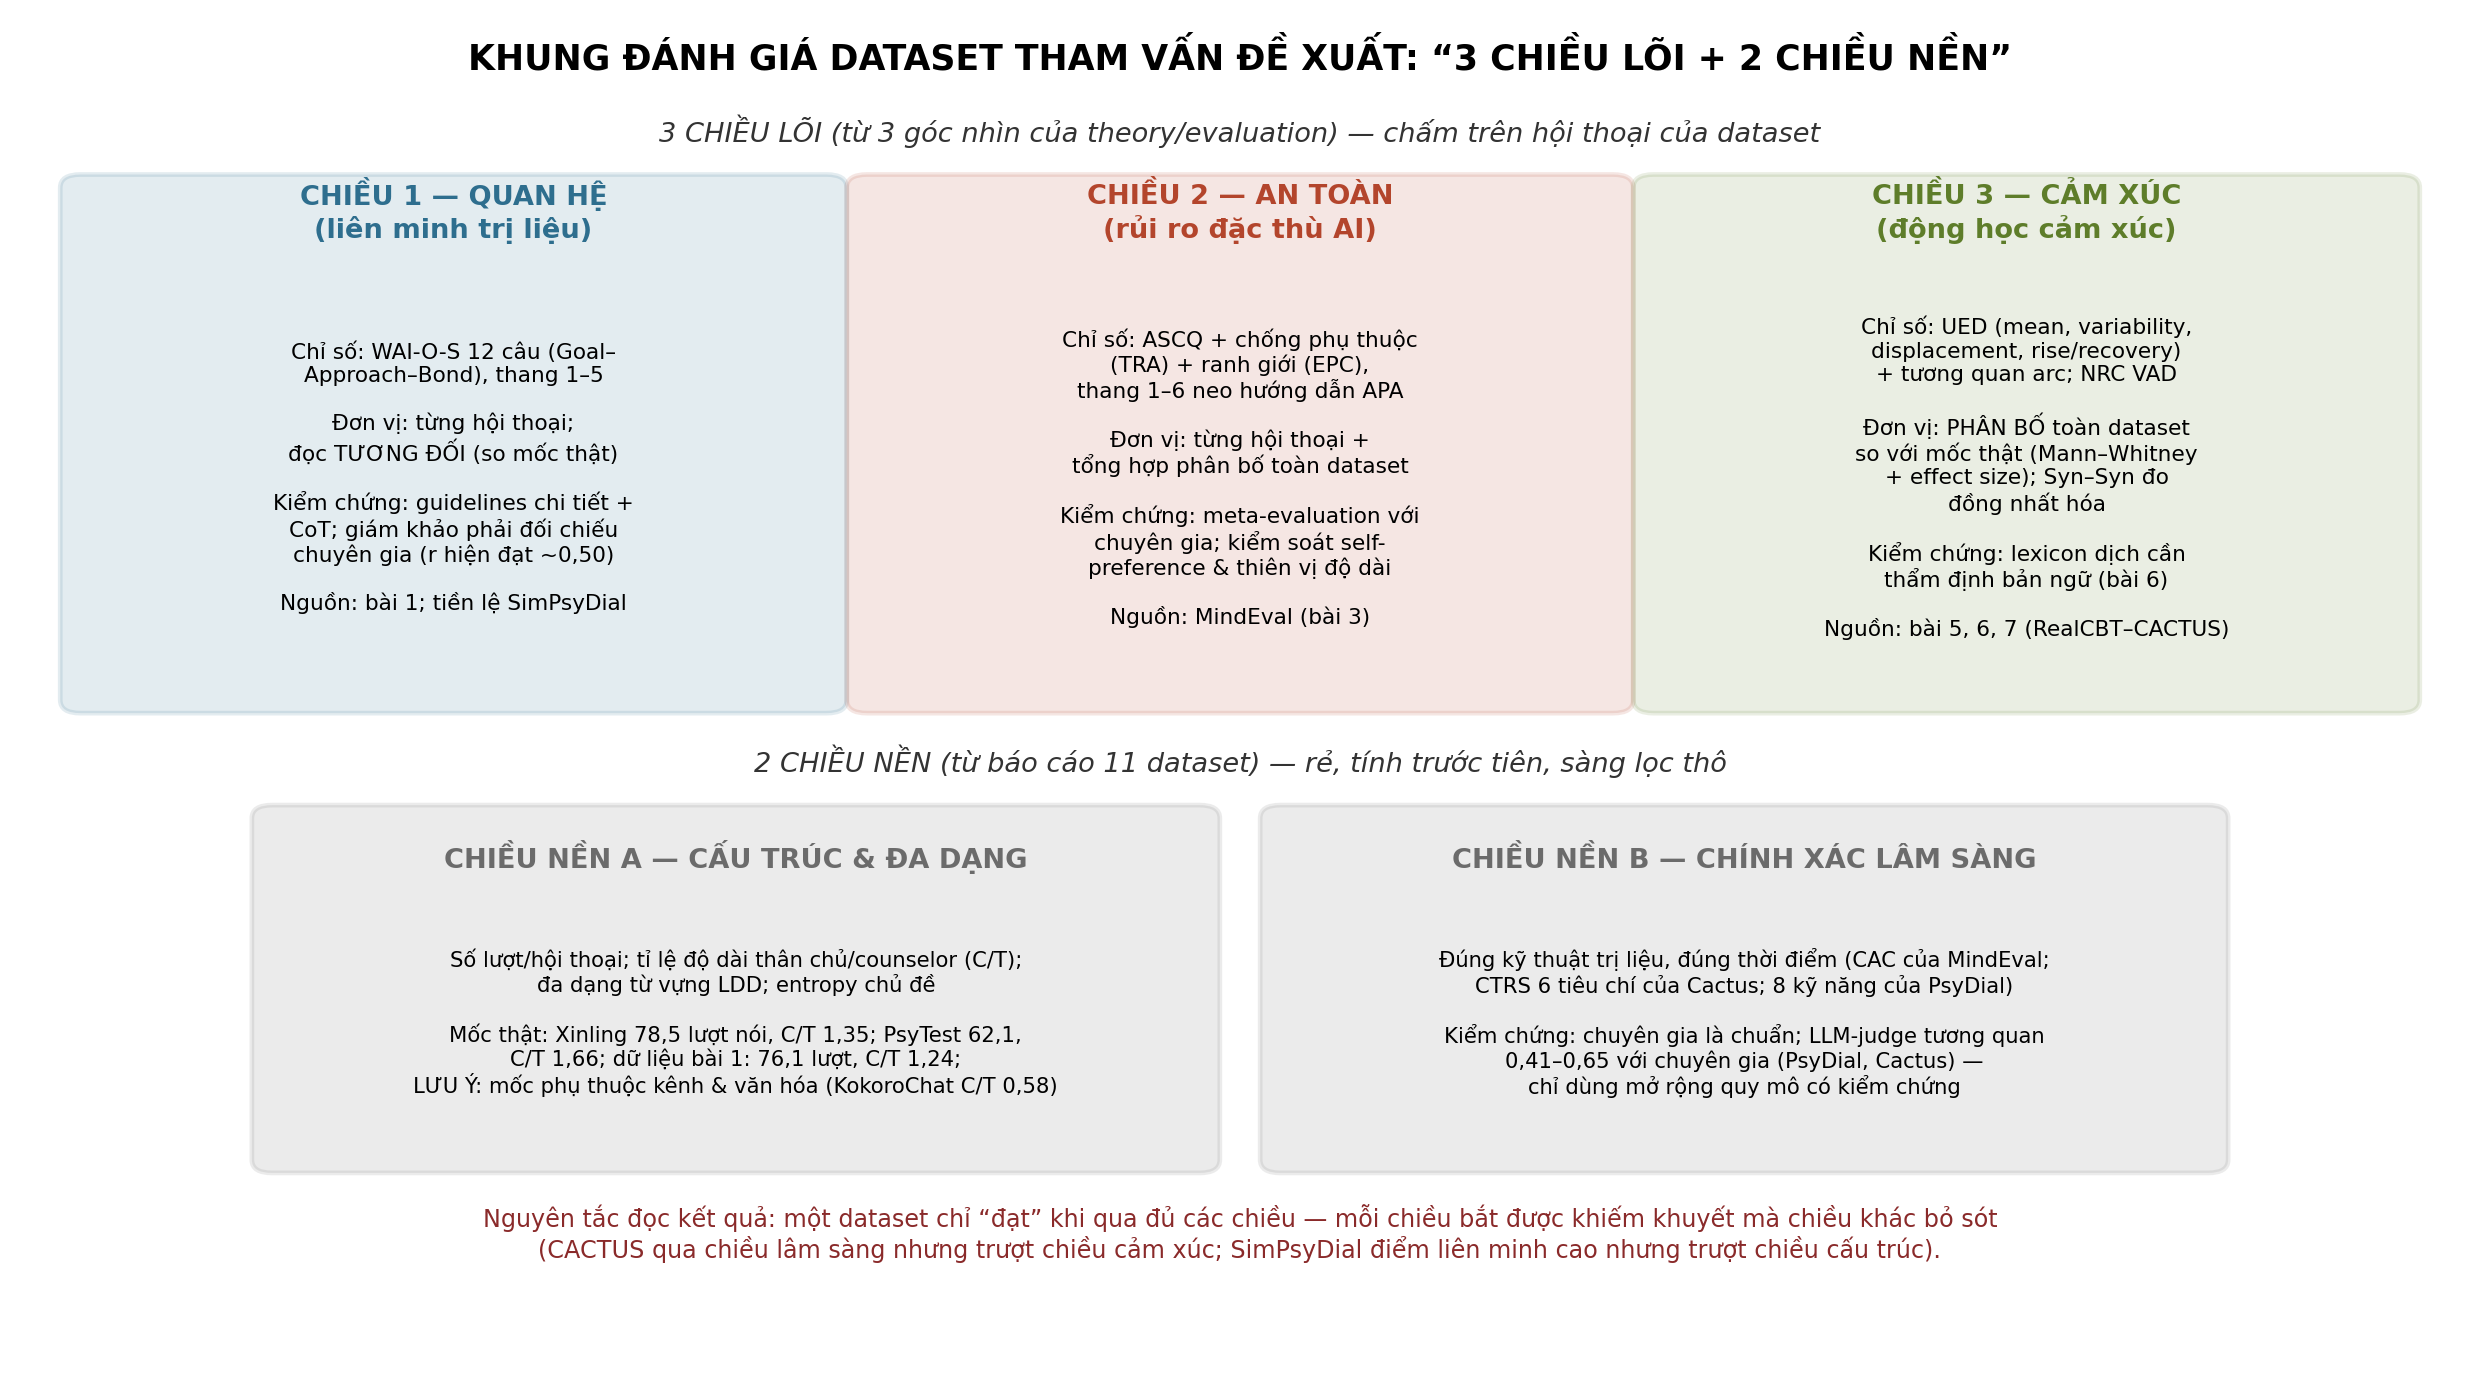 KHUNG ĐÁNH GIÁ DATASET THAM VẤN ĐỀ XUẤT: “3 CHIỀU LÕI + 2 CHIỀU NỀN”
3 CHIỀU LÕI (từ 3 góc nhìn của theory/evaluation) — chấm trên hội thoại của dataset
CHIỀU 1 — QUAN HỆ
(liên minh trị liệu)
Chỉ số: WAI-O-S 12 câu (Goal–
Approach–Bond), thang 1–5
Đơn vị: từng hội thoại;
đọc TƯƠNG ĐỐI (so mốc thật)
Kiểm chứng: guidelines chi tiết +
CoT; giám khảo phải đối chiếu
chuyên gia (r hiện đạt ~0,50)
Nguồn: bài 1; tiền lệ SimPsyDial
CHIỀU 2 — AN TOÀN
(rủi ro đặc thù AI)
Chỉ số: ASCQ + chống phụ thuộc
(TRA) + ranh giới (EPC),
thang 1–6 neo hướng dẫn APA
Đơn vị: từng hội thoại +
tổng hợp phân bố toàn dataset
Kiểm chứng: meta-evaluation với
chuyên gia; kiểm soát self-
preference & thiên vị độ dài
Nguồn: MindEval (bài 3)
CHIỀU 3 — CẢM XÚC
(động học cảm xúc)
Chỉ số: UED (mean, variability,
displacement, rise/recovery)
+ tương quan arc; NRC VAD
Đơn vị: PHÂN BỐ toàn dataset
so với mốc thật (Mann–Whitney
+ effect size); Syn–Syn đo
đồng nhất hóa
Kiểm chứng: lexicon dịch cần
thẩm định bản ngữ (bài 6)
Nguồn: bài 5, 6, 7 (RealCBT–CACTUS)
2 CHIỀU NỀN (từ báo cáo 11 dataset) — rẻ, tính trước tiên, sàng lọc thô
CHIỀU NỀN A — CẤU TRÚC & ĐA DẠNG
Số lượt/hội thoại; tỉ lệ độ dài thân chủ/counselor (C/T);
đa dạng từ vựng LDD; entropy chủ đề
Mốc thật: Xinling 78,5 lượt nói, C/T 1,35; PsyTest 62,1,
C/T 1,66; dữ liệu bài 1: 76,1 lượt, C/T 1,24;
LƯU Ý: mốc phụ thuộc kênh & văn hóa (KokoroChat C/T 0,58)
CHIỀU NỀN B — CHÍNH XÁC LÂM SÀNG
Đúng kỹ thuật trị liệu, đúng thời điểm (CAC của MindEval;
CTRS 6 tiêu chí của Cactus; 8 kỹ năng của PsyDial)
Kiểm chứng: chuyên gia là chuẩn; LLM-judge tương quan
0,41–0,65 với chuyên gia (PsyDial, Cactus) —
chỉ dùng mở rộng quy mô có kiểm chứng
Nguyên tắc đọc kết quả: một dataset chỉ “đạt” khi qua đủ các chiều — mỗi chiều bắt được khiếm khuyết mà chiều khác bỏ sót
(CACTUS qua chiều lâm sàng nhưng trượt chiều cảm xúc; SimPsyDial điểm liên minh cao nhưng trượt chiều cấu trúc).